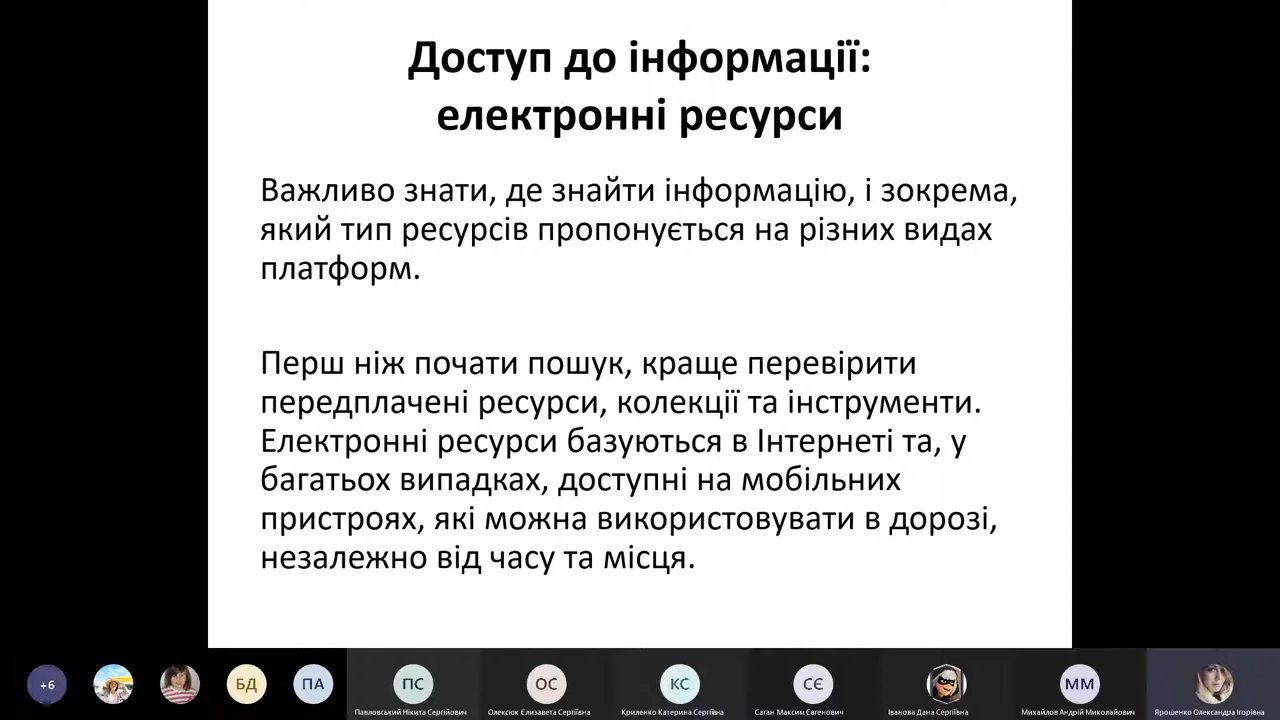 Доступ до інформації:
електронні ресурси
Важливо знати, де знайти інформацію, і зокрема,
який тип ресурсів пропонується на різних видах
платформ.
Перш ніж почати пошук, краще перевірити
передплачені ресурси, колекції та інструменти.
Електронні ресурси базуються в Інтернеті та, у
багатьох випадках, доступні на мобільних
пристроях, які можна використовувати в дорозі,
незалежно від часу та місця.
+6 БД ПА ПС ОС КС СЄ ММ
Павловський Нікита Сергійович Олексюк Єлизавета Сергіївна Криленко Катерина Сергіївна Саган Максим Євгенович Іванова Дана Сергіївна Михайлов Андрій Миколайович Ярошенко Олександра Ігорівна